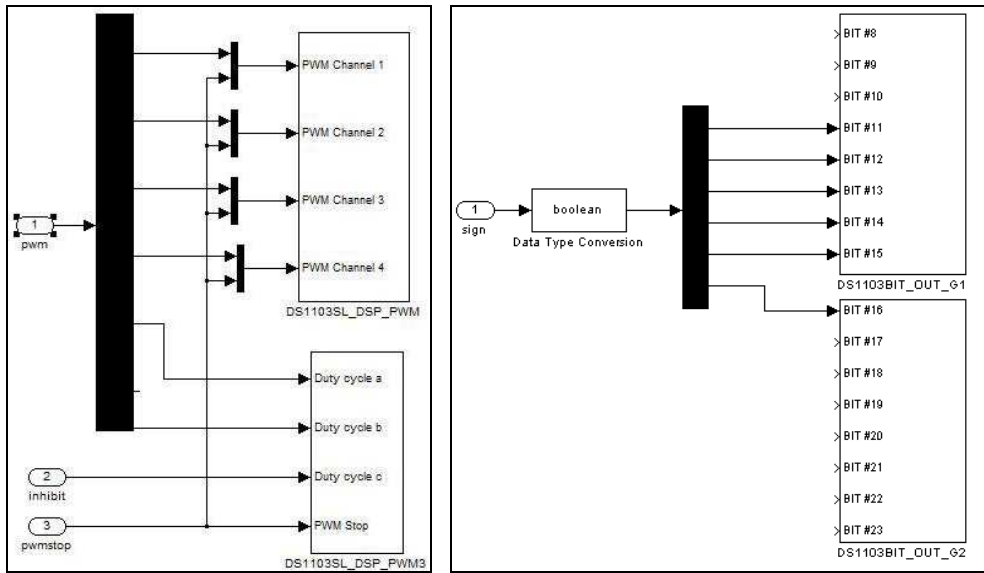 PWM Channel 1
PWM Channel 2
PWM Channel 3
PWM Channel 4
DS1103SL_DSP_PWM
1
pwm
Duty cycle a
Duty cycle b
Duty cycle c
PWM Stop
DS1103SL_DSP_PWM3
2
inhibit
3
pwmstop
1
sign
boolean
Data Type Conversion
BIT #8
BIT #9
BIT #10
BIT #11
BIT #12
BIT #13
BIT #14
BIT #15
DS1103BIT_OUT_G1
BIT #16
BIT #17
BIT #18
BIT #19
BIT #20
BIT #21
BIT #22
BIT #23
DS1103BIT_OUT_G2